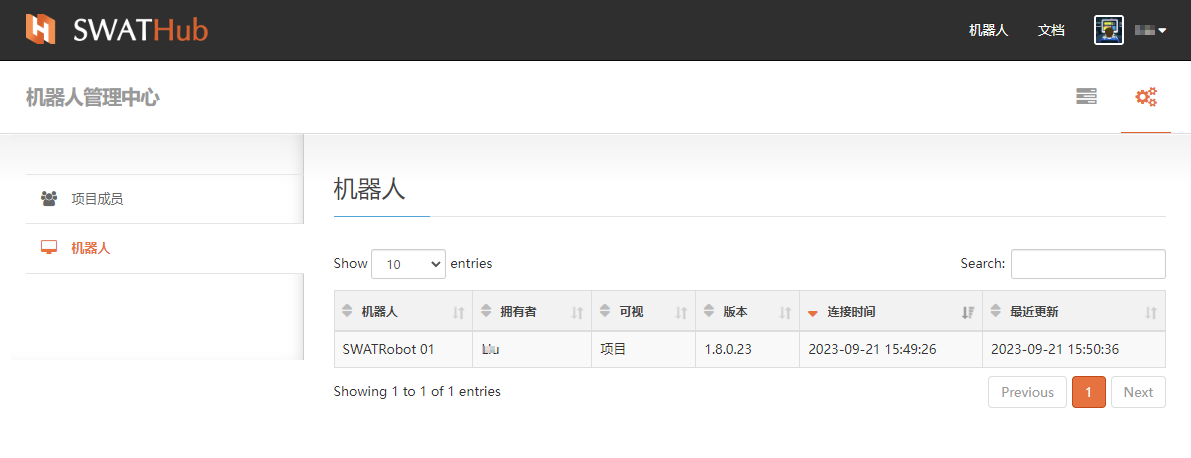 SWATHub
机器人 文档
机器人管理中心
项目成员
机器人
机器人
Show 10 entries Search:
机器人 拥有者 可视 版本 连接时间 最近更新
SWATRobot 01 项目 1.8.0.23 2023-09-21 15:49:26 2023-09-21 15:50:36
Showing 1 to 1 of 1 entries Previous 1 Next